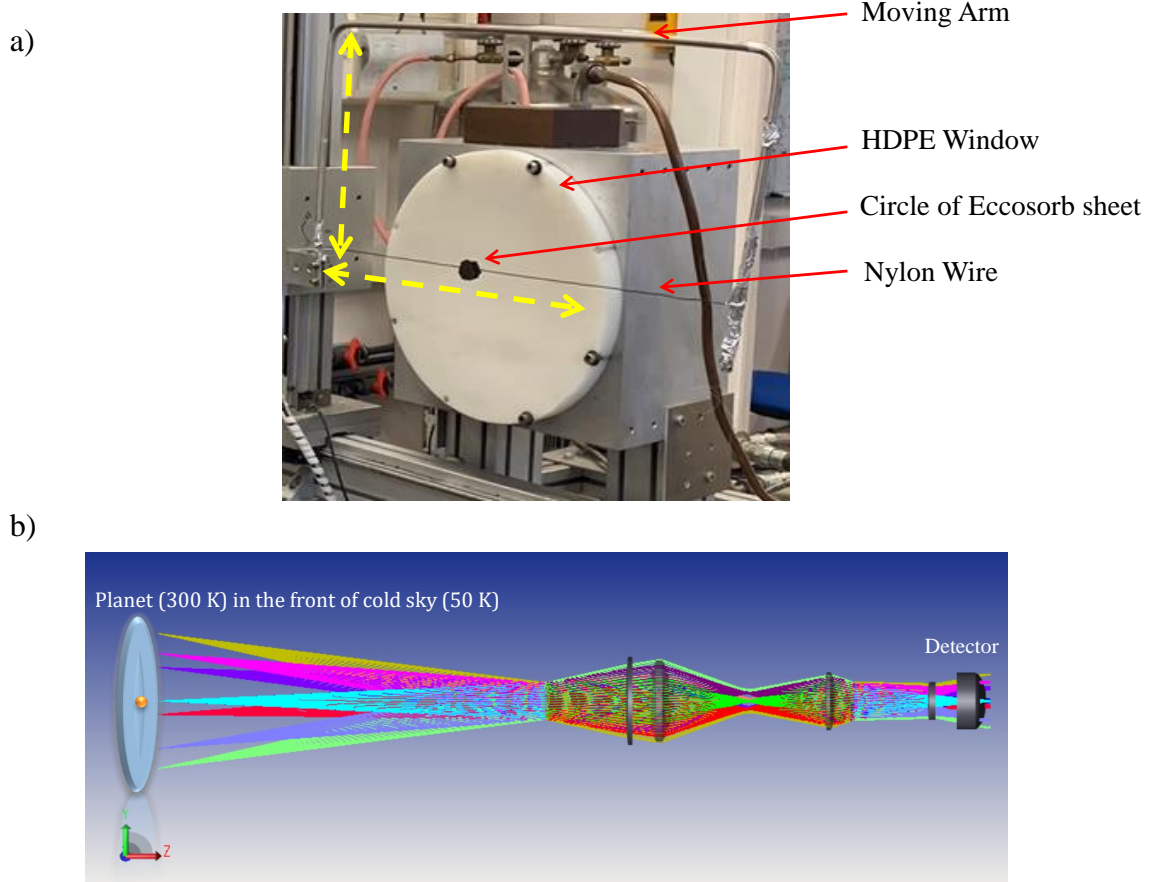 a)
Moving Arm
HDPE Window
Circle of Eccosorb sheet
Nylon Wire
b)
Planet (300 K) in the front of cold sky (50 K)
Detector
Y
Z